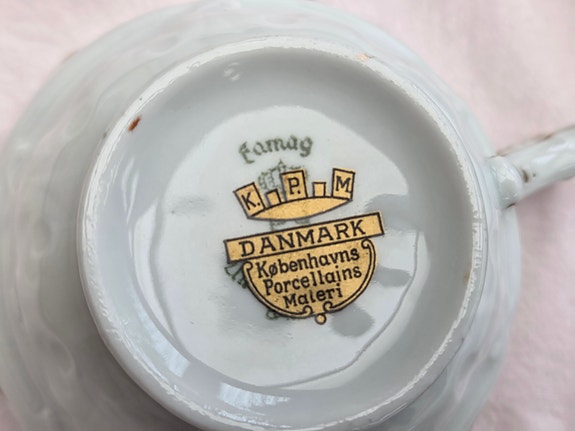 Eamag
K. P. M
DANMARK
Københavns
Porcellains
Maleri